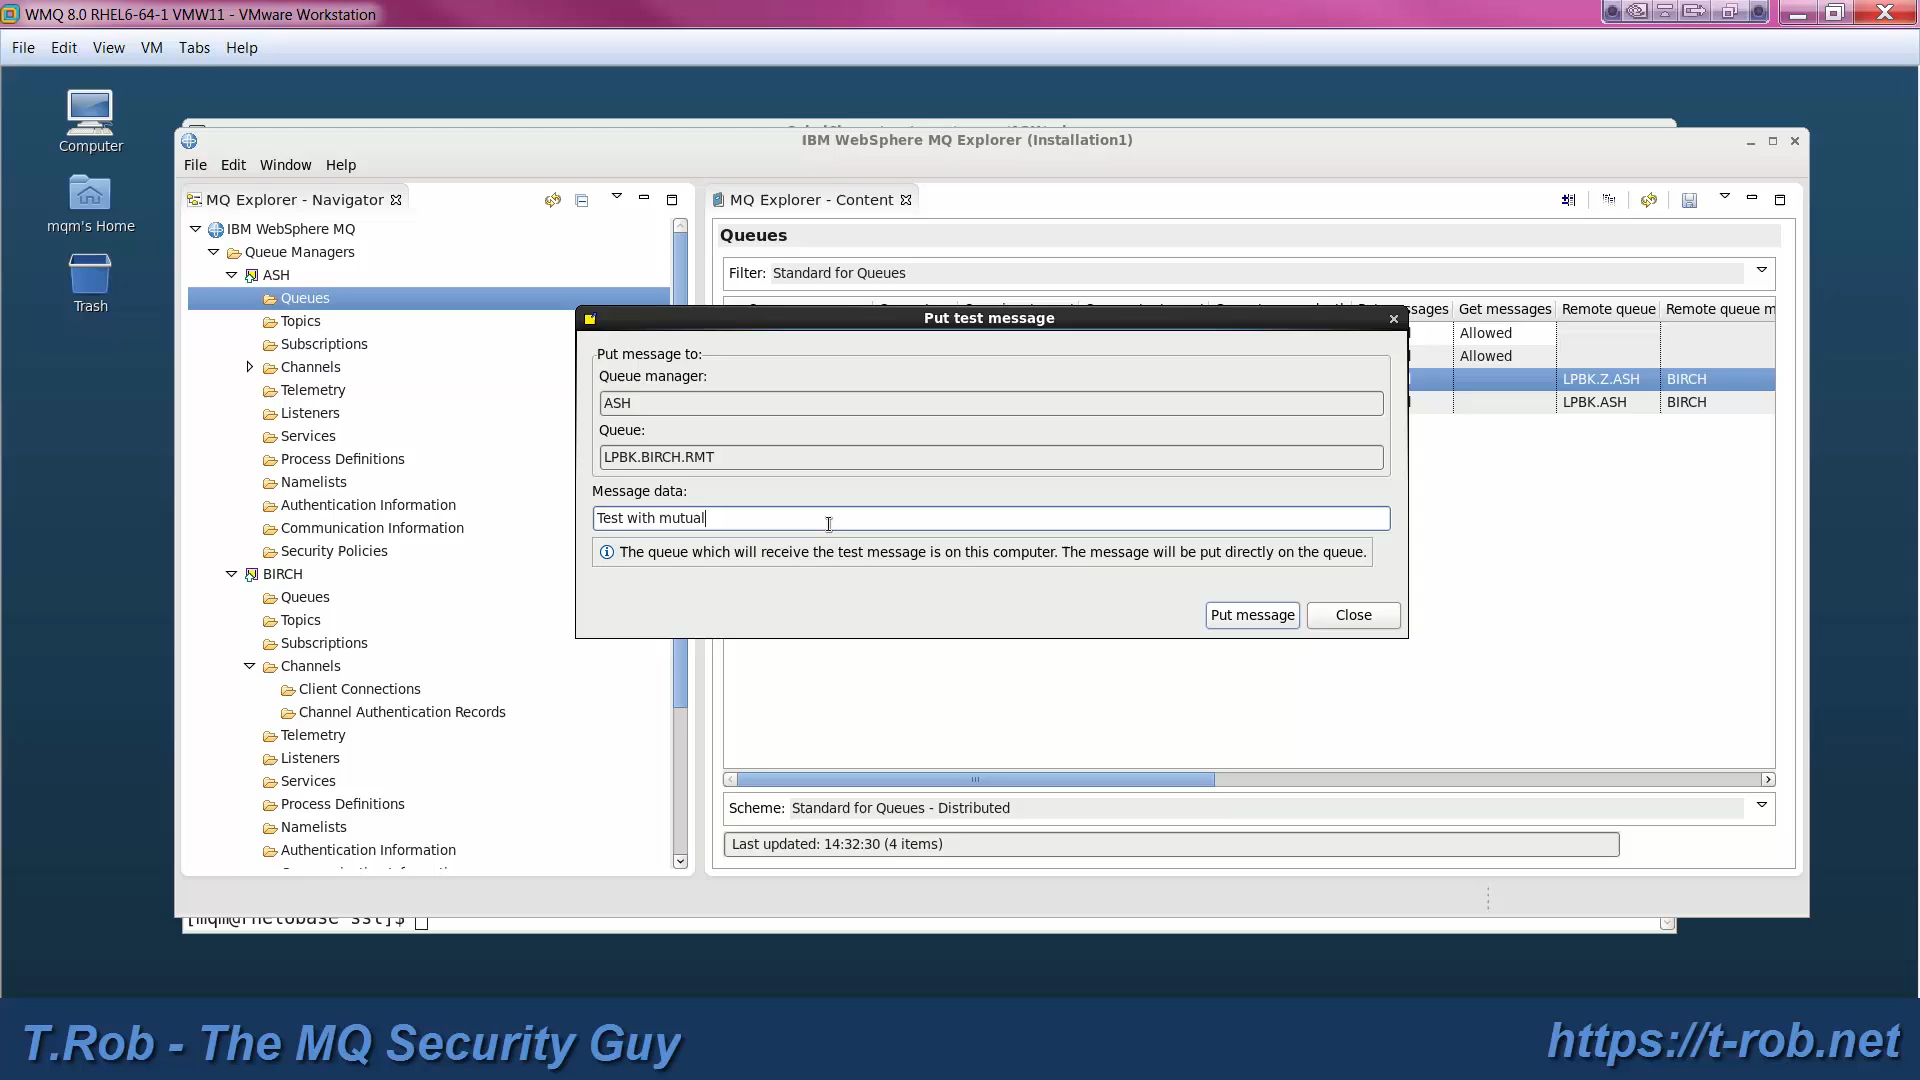 WMQ 8.0 RHEL6-64-1 VMW11 - VMware Workstation
File Edit View VM Tabs Help
Computer
mqm's Home
Trash
IBM WebSphere MQ Explorer (Installation1)
File Edit Window Help
MQ Explorer - Navigator
IBM WebSphere MQ
Queue Managers
ASH
Queues
Topics
Subscriptions
Channels
Telemetry
Listeners
Services
Process Definitions
Namelists
Authentication Information
Communication Information
Security Policies
BIRCH
Queues
Topics
Subscriptions
Channels
Client Connections
Channel Authentication Records
Telemetry
Listeners
Services
Process Definitions
Namelists
Authentication Information
MQ Explorer - Content
Queues
Filter: Standard for Queues
Get messages Remote queue Remote queue m
Allowed
Allowed
LPBK.Z.ASH BIRCH
LPBK.ASH BIRCH
Put test message
Put message to:
Queue manager:
ASH
Queue:
LPBK.BIRCH.RMT
Message data:
Test with mutual
The queue which will receive the test message is on this computer. The message will be put directly on the queue.
Put message Close
Scheme: Standard for Queues - Distributed
Last updated: 14:32:30 (4 items)
T.Rob - The MQ Security Guy
https://t-rob.net